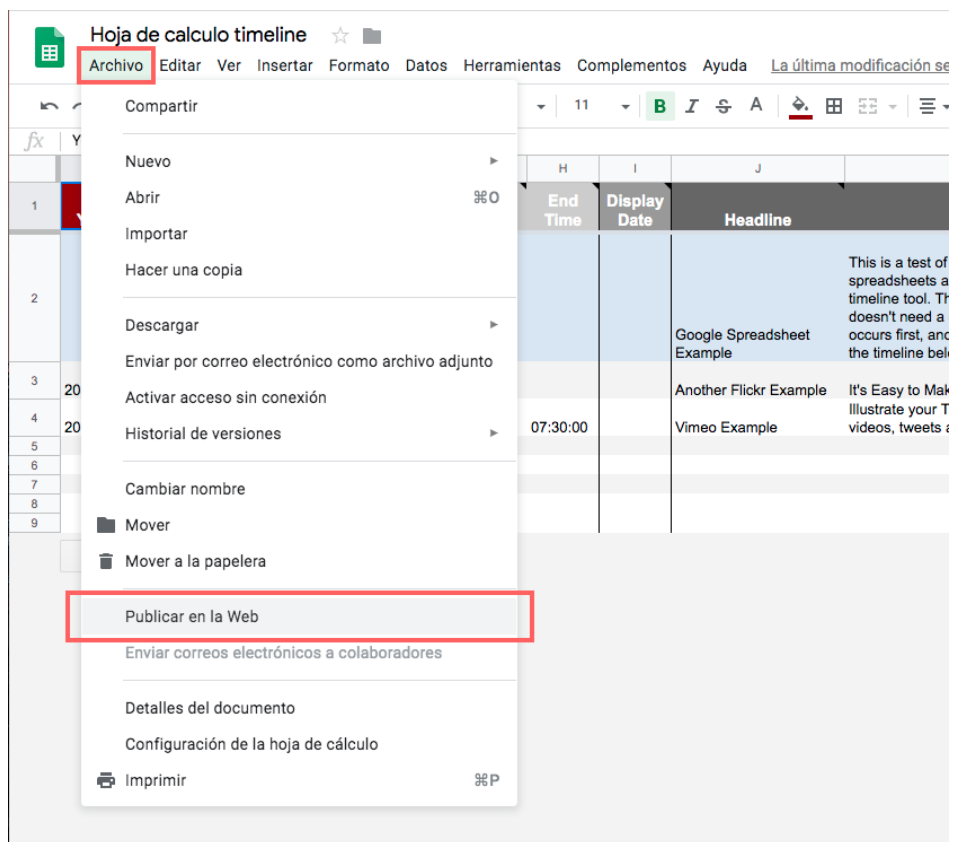 Hoja de calculo timeline
Archivo Editar Ver Insertar Formato Datos Herramientas Complementos Ayuda La última modificación se
11 B I S A
fx Y
Compartir
Nuevo
Abrir ⌘O
Importar
Hacer una copia
Descargar
Enviar por correo electrónico como archivo adjunto
Activar acceso sin conexión
Historial de versiones
Cambiar nombre
Mover
Mover a la papelera
Publicar en la Web
Enviar correos electrónicos a colaboradores
Detalles del documento
Configuración de la hoja de cálculo
Imprimir ⌘P
H I J
1
End
Time
Display
Date
Headline
2
Google Spreadsheet
Example
This is a test of
spreadsheets a
timeline tool. Th
doesn't need a
occurs first, and
the timeline bel
3 20 Another Flickr Example It's Easy to Mak
4 20 07:30:00 Vimeo Example
Illustrate your T
videos, tweets a
5
6
7
8
9